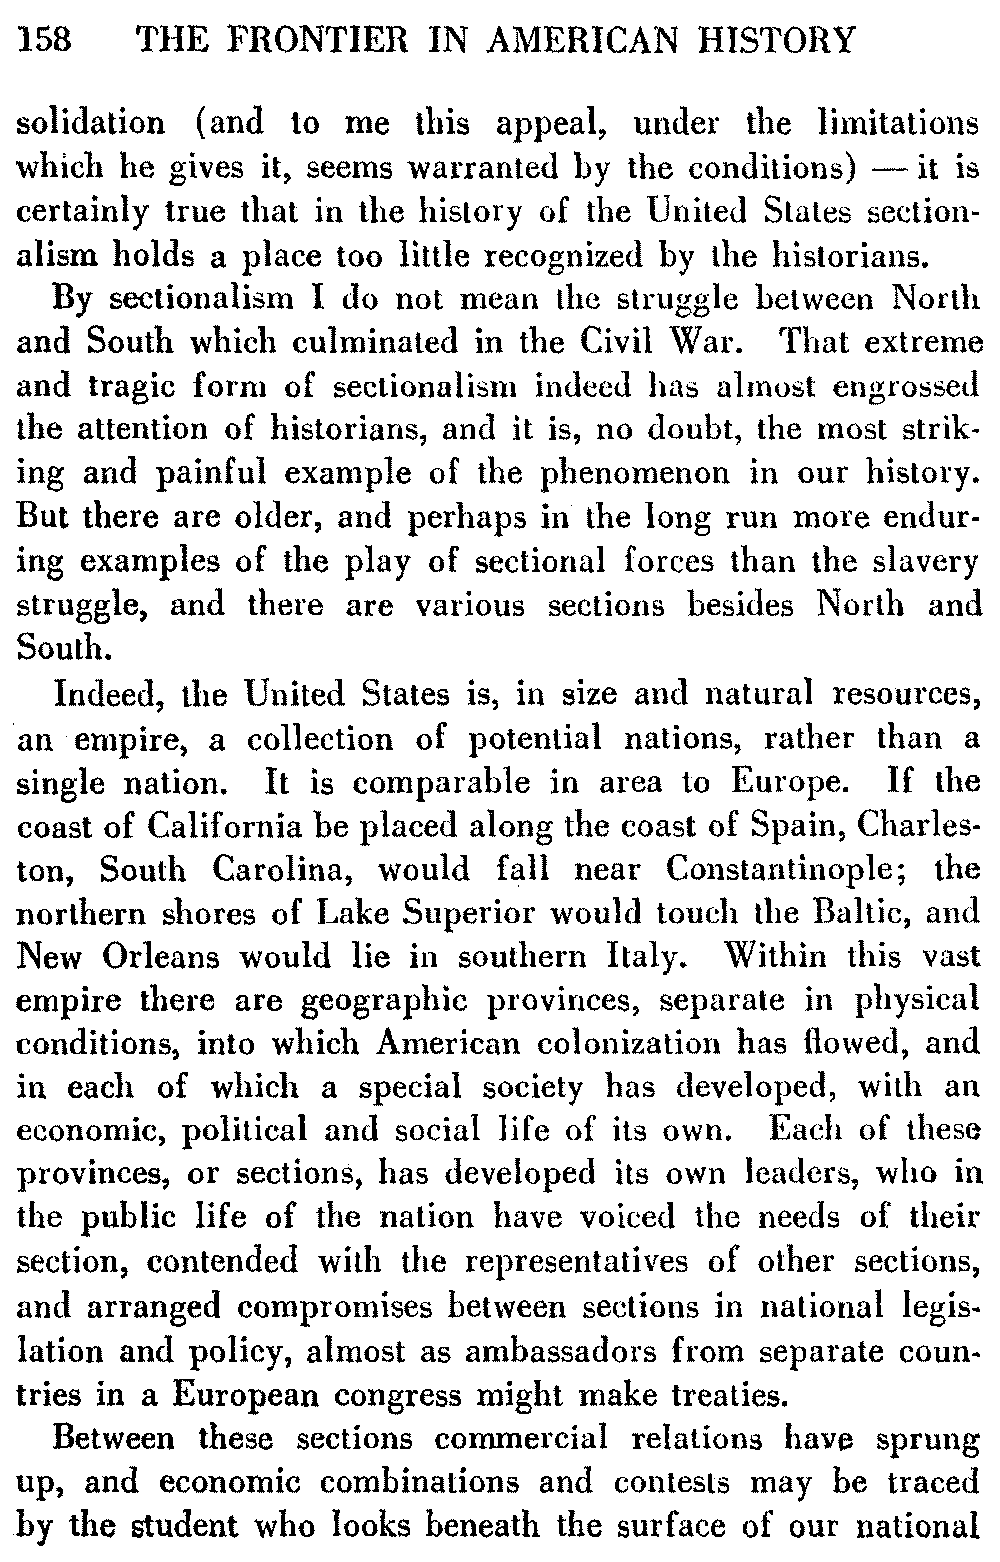 158 THE FRONTIER IN AMERICAN HISTORY
solidation (and to me this appeal, under the limitations
which he gives it, seems warranted by the conditions) — it is
certainly true that in the history of the United States section-
alism holds a place too little recognized by the historians.
By sectionalism I do not mean the struggle between North
and South which culminated in the Civil War. That extreme
and tragic form of sectionalism indeed has almost engrossed
the attention of historians, and it is, no doubt, the most strik-
ing and painful example of the phenomenon in our history.
But there are older, and perhaps in the long run more endur-
ing examples of the play of sectional forces than the slavery
struggle, and there are various sections besides North and
South.
Indeed, the United States is, in size and natural resources,
an empire, a collection of potential nations, rather than a
single nation. It is comparable in area to Europe. If the
coast of California be placed along the coast of Spain, Charles-
ton, South Carolina, would fall near Constantinople; the
northern shores of Lake Superior would touch the Baltic, and
New Orleans would lie in southern Italy. Within this vast
empire there are geographic provinces, separate in physical
conditions, into which American colonization has flowed, and
in each of which a special society has developed, with an
economic, political and social life of its own. Each of these
provinces, or sections, has developed its own leaders, who in
the public life of the nation have voiced the needs of their
section, contended with the representatives of other sections,
and arranged compromises between sections in national legis-
lation and policy, almost as ambassadors from separate coun-
tries in a European congress might make treaties.
Between these sections commercial relations have sprung
up, and economic combinations and contests may be traced
by the student who looks beneath the surface of our national